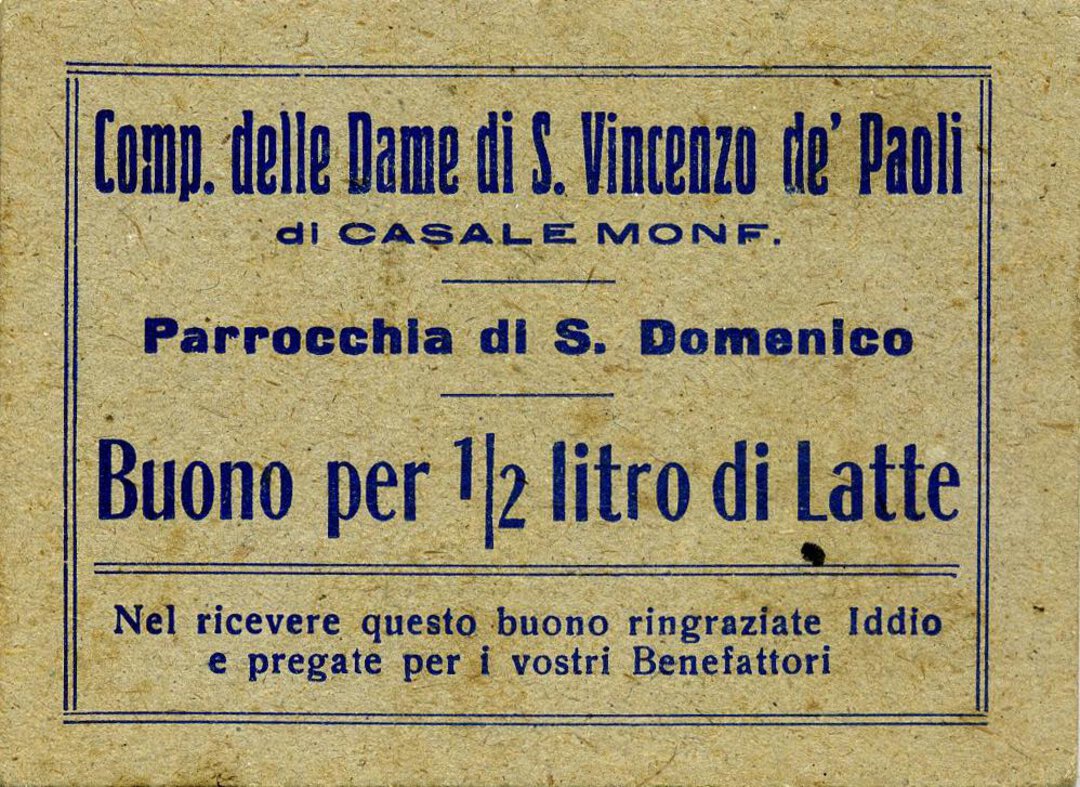 Comp. delle Dame di S. Vincenzo de' Paoli
di CASALE MONF.
Parrocchia di S. Domenico
Buono per 1/2 litro di Latte
Nel ricevere questo buono ringraziate Iddio
e pregate per i vostri Benefattori